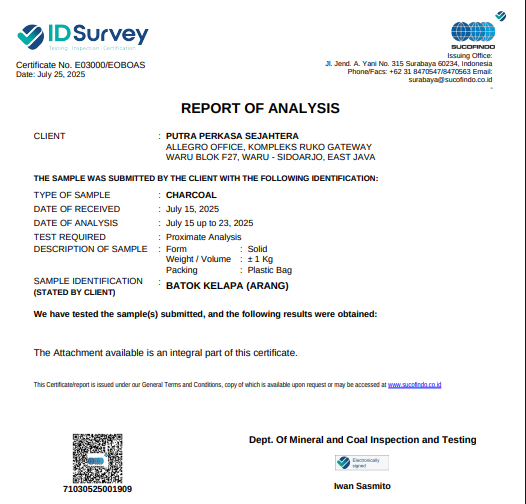 IDSurvey
Testing. Inspection. Certification.
SUCOFINDO
Certificate No. E03000/EOBOAS
Date: July 25, 2025
Issuing Office:
Jl. Jend. A. Yani No. 315 Surabaya 60234, Indonesia
Phone/Facs: +62 31 8470547/8470563 Email:
surabaya@sucofindo.co.id
-
REPORT OF ANALYSIS
CLIENT : PUTRA PERKASA SEJAHTERA
ALLEGRO OFFICE, KOMPLEKS RUKO GATEWAY
WARU BLOK F27, WARU - SIDOARJO, EAST JAVA
THE SAMPLE WAS SUBMITTED BY THE CLIENT WITH THE FOLLOWING IDENTIFICATION:
TYPE OF SAMPLE : CHARCOAL
DATE OF RECEIVED : July 15, 2025
DATE OF ANALYSIS : July 15 up to 23, 2025
TEST REQUIRED : Proximate Analysis
DESCRIPTION OF SAMPLE : Form : Solid
Weight / Volume : ± 1 Kg
Packing : Plastic Bag
SAMPLE IDENTIFICATION : BATOK KELAPA (ARANG)
(STATED BY CLIENT)
We have tested the sample(s) submitted, and the following results were obtained:
The Attachment available is an integral part of this certificate.
This Certificate/report is issued under our General Terms and Conditions, copy of which is available upon request or may be accessed at www.sucofindo.co.id
Dept. Of Mineral and Coal Inspection and Testing
Electronically
signed
71030525001909
Iwan Sasmito